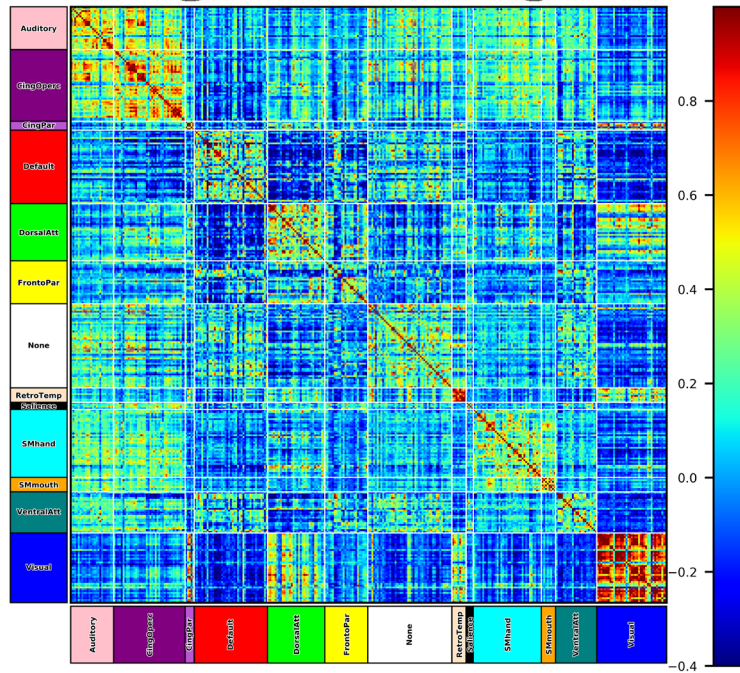 Auditory
CingOperc
CingPar
Default
DorsalAtt
FrontoPar
None
RetroTemp
Salience
SMhand
SMmouth
VentralAtt
Visual
Auditory
CingOperc
CingPar
Default
DorsalAtt
FrontoPar
None
RetroTemp
Salience
SMhand
SMmouth
VentralAtt
Visual
0.8
0.6
0.4
0.2
0.0
−0.2
−0.4